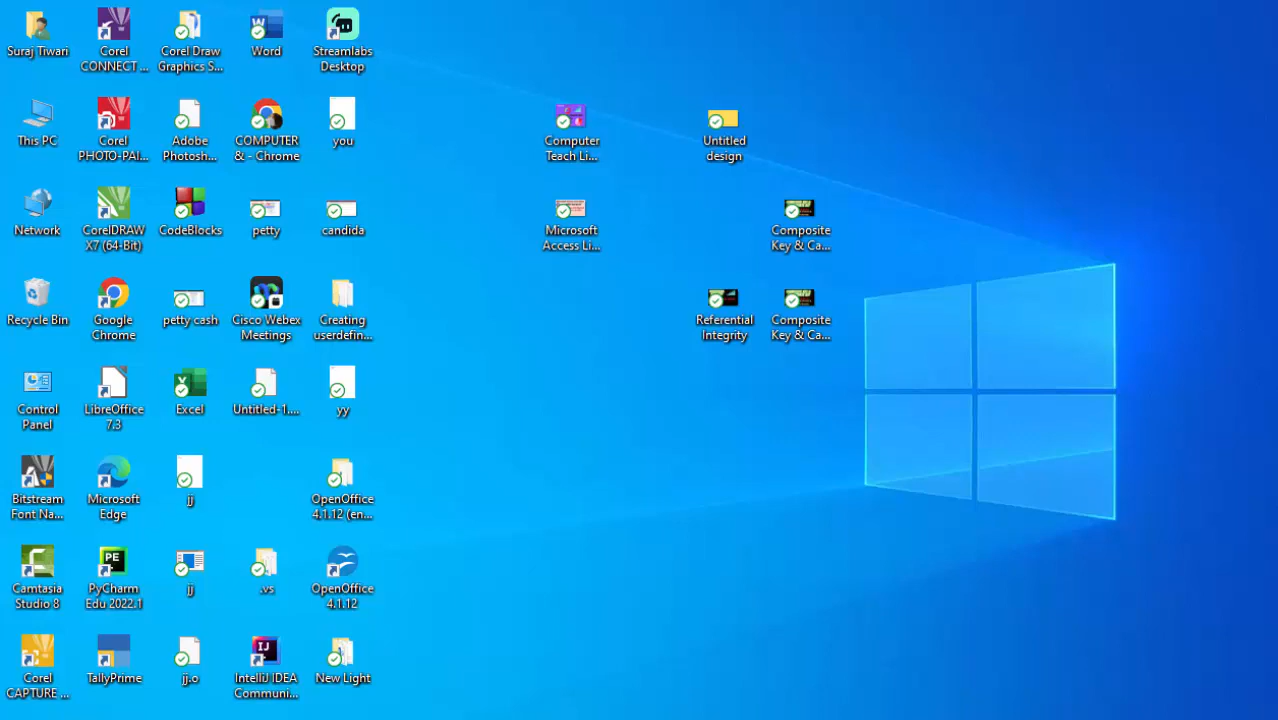 Suraj Tiwari
Corel
CONNECT ...
Corel Draw
Graphics S...
Word
Streamlabs
Desktop
This PC
Corel
PHOTO-PAI...
Adobe
Photosh...
COMPUTER
& - Chrome
you
Computer
Teach Li...
Untitled
design
Network
CorelDRAW
X7 (64-Bit)
CodeBlocks
petty
candida
Microsoft
Access Li...
Composite
Key & Ca...
Recycle Bin
Google
Chrome
petty cash
Cisco Webex
Meetings
Creating
userdefin...
Referential
Integrity
Composite
Key & Ca...
Control
Panel
LibreOffice
7.3
Excel
Untitled-1....
yy
Bitstream
Font Na...
Microsoft
Edge
jj
OpenOffice
4.1.12 (en...
Camtasia
Studio 8
PyCharm
Edu 2022.1
jj
.vs
OpenOffice
4.1.12
Corel
CAPTURE ...
TallyPrime
jj.o
IntelliJ IDEA
Communi...
New Light